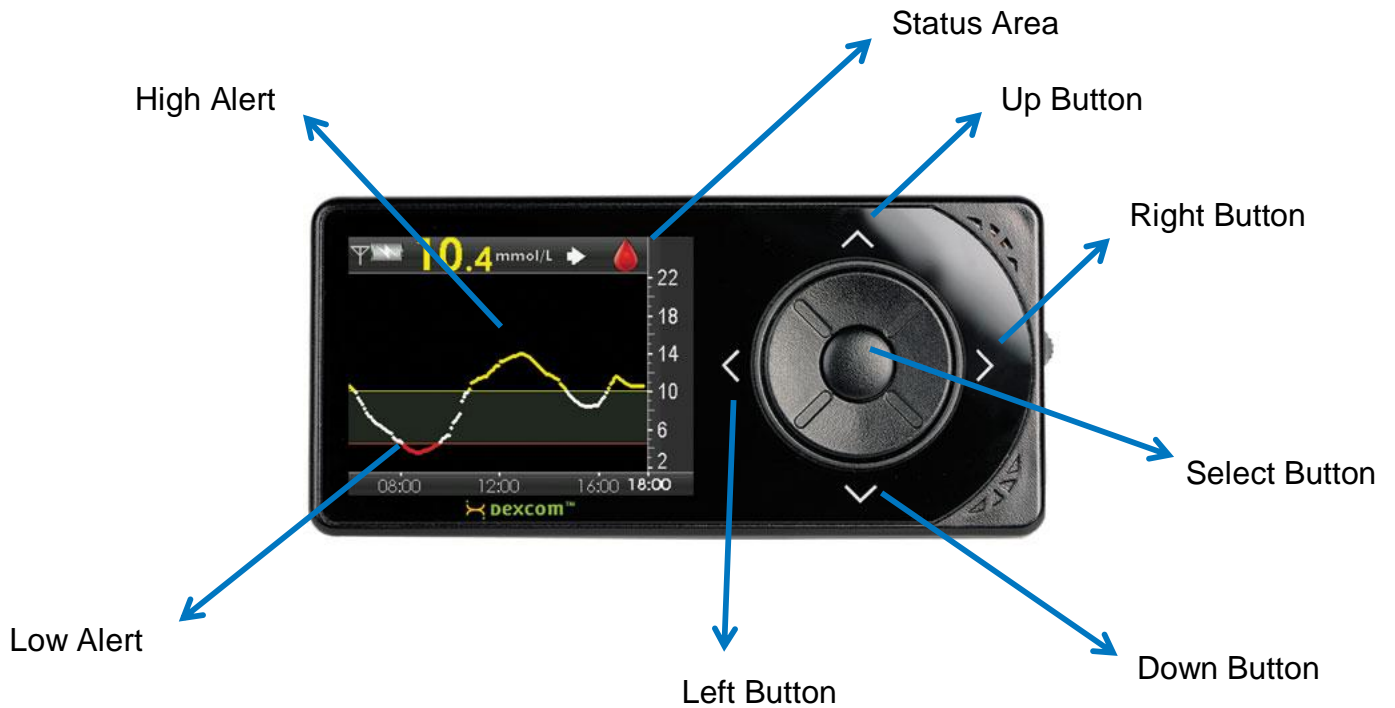 Status Area
High Alert
Up Button
Right Button
10.4 mmol/L
22
18
14
10
6
2
08:00 12:00 16:00 18:00
Dexcom™
Select Button
Low Alert
Down Button
Left Button